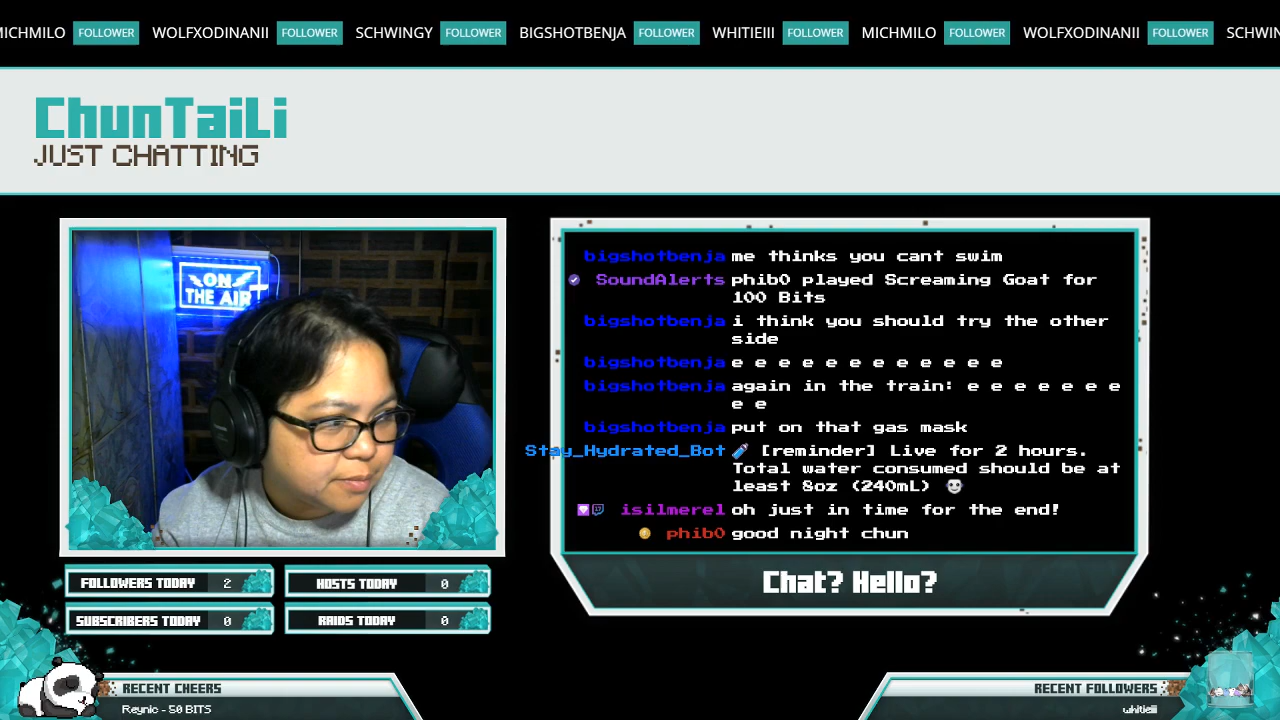 MICHMILO FOLLOWER WOLFXODINANII FOLLOWER SCHWINGY FOLLOWER BIGSHOTBENJA FOLLOWER WHITIEIII FOLLOWER MICHMILO FOLLOWER WOLFXODINANII FOLLOWER SCHWIN
ChunTaiLi
JUST CHATTING
ON
THE AIR
bigshotbenja me thinks you cant swim
SoundAlerts phib0 played Screaming Goat for
100 Bits
bigshotbenja i think you should try the other
side
bigshotbenja e e e e e e e e e e e e
bigshotbenja again in the train: e e e e e e e
e e
bigshotbenja put on that gas mask
Stay_Hydrated_Bot [reminder] Live for 2 hours.
Total water consumed should be at
least 8oz (240mL)
isilmerel oh just in time for the end!
phib0 good night chun
Chat? Hello?
FOLLOWERS TODAY 2
HOSTS TODAY 0
SUBSCRIBERS TODAY 0
RAIDS TODAY 0
RECENT CHEERS
Reynic - 50 BITS
RECENT FOLLOWERS
whitieiii